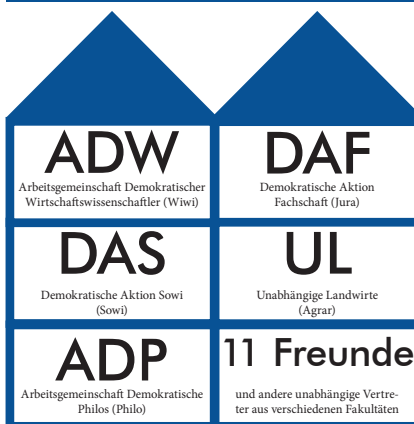 ADW
Arbeitsgemeinschaft Demokratischer
Wirtschaftswissenschaftler (Wiwi)
DAF
Demokratische Aktion
Fachschaft (Jura)
DAS
Demokratische Aktion Sowi
(Sowi)
UL
Unabhängige Landwirte
(Agrar)
ADP
Arbeitsgemeinschaft Demokratische
Philos (Philo)
11 Freunde
und andere unabhängige Vertre-
ter aus verschiedenen Fakultäten